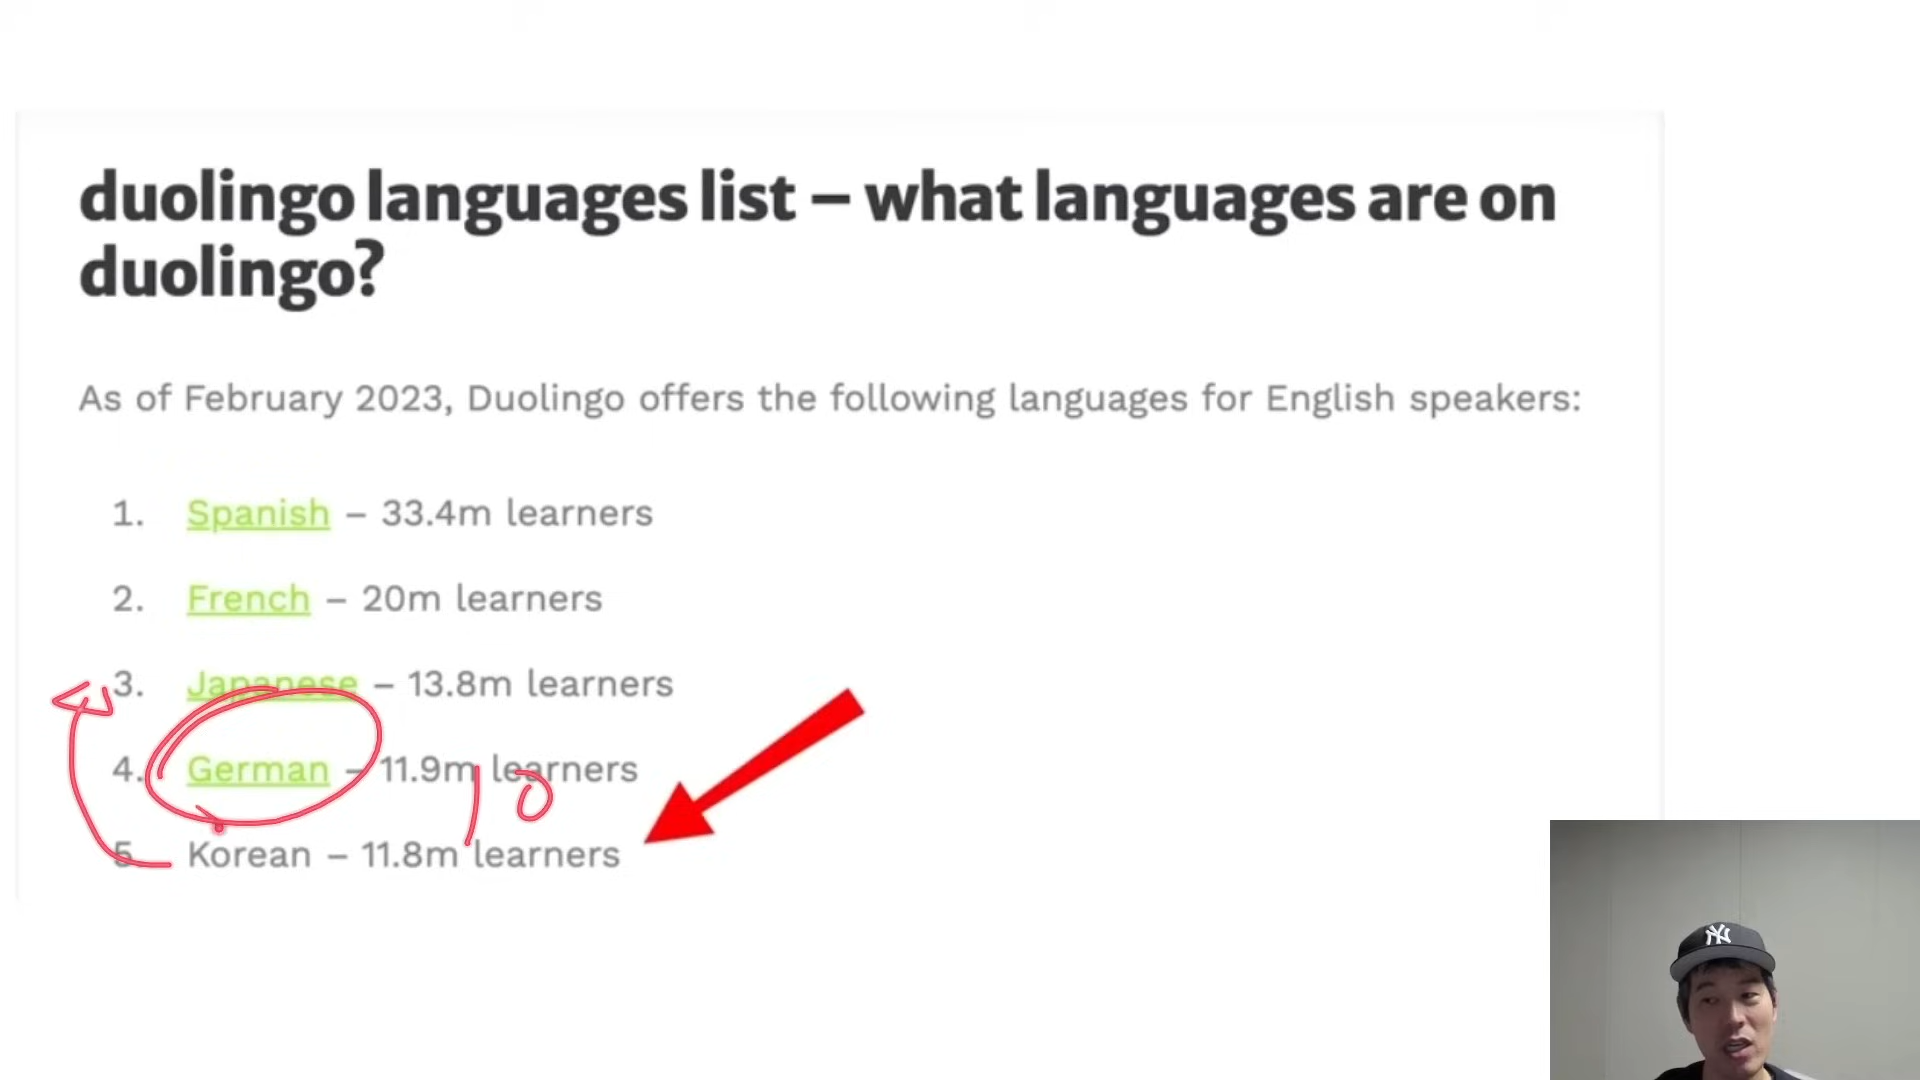 duolingo languages list – what languages are on
duolingo?
As of February 2023, Duolingo offers the following languages for English speakers:
1. Spanish – 33.4m learners
2. French – 20m learners
3. Japanese – 13.8m learners
4. German – 11.9m learners
10
5. Korean – 11.8m learners
NY